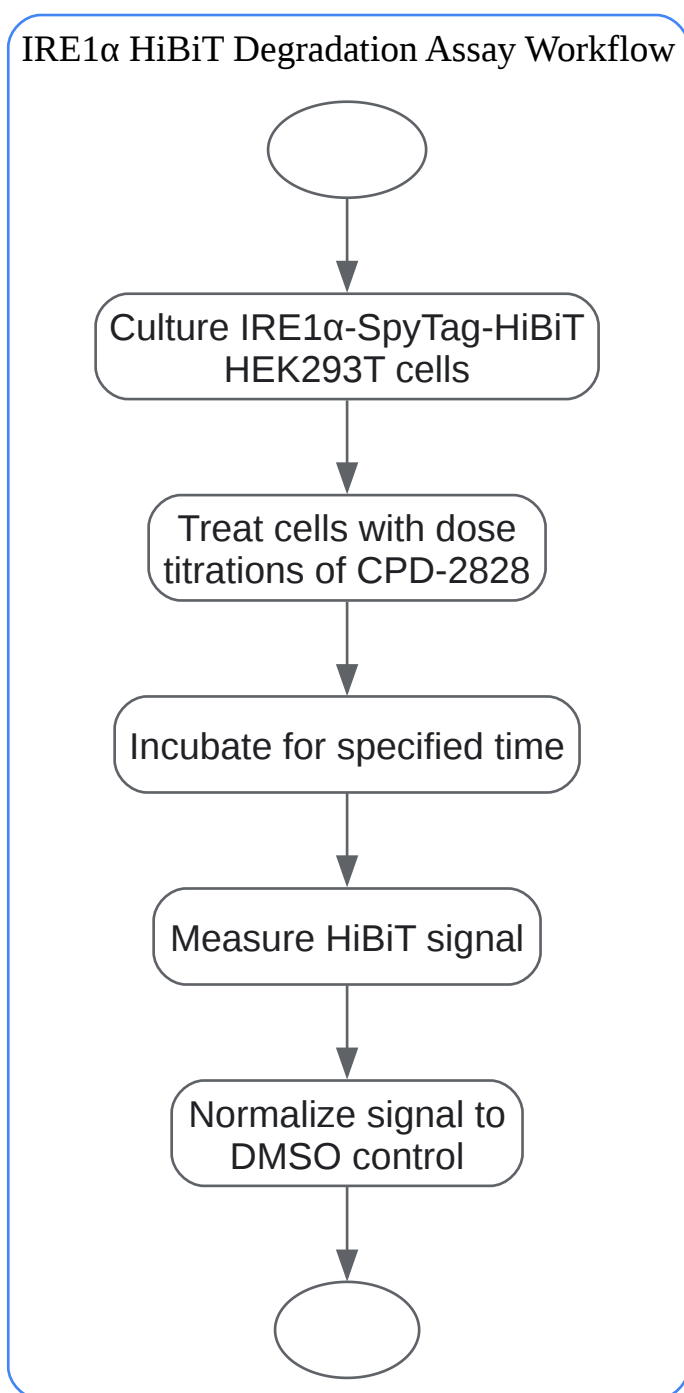 IRE1α HiBiT Degradation Assay Workflow
Culture IRE1α-SpyTag-HiBiT
HEK293T cells
Treat cells with dose
titrations of CPD-2828
Incubate for specified time
Measure HiBiT signal
Normalize signal to
DMSO control